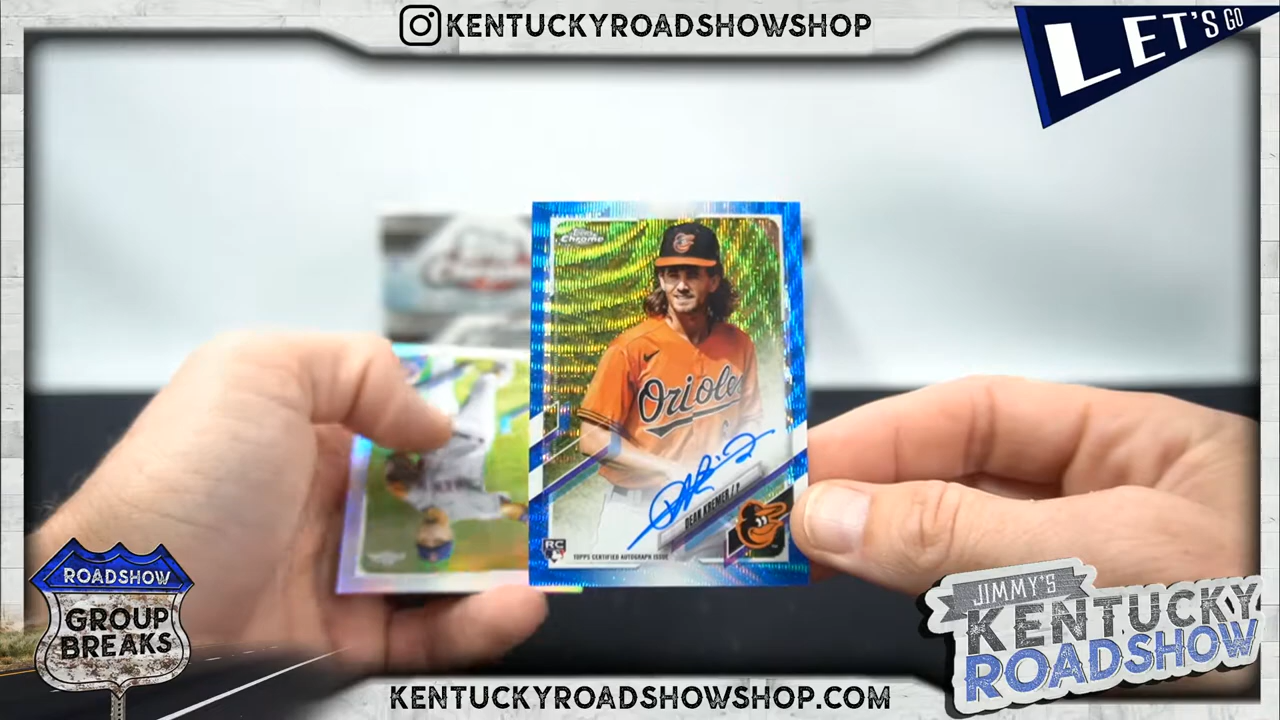 KENTUCKYROADSHOWSHOP
LET'S GO
Topps
Chrome
Orioles
DEAN KREMER / P
RC
TOPPS CERTIFIED AUTOGRAPH ISSUE
ROADSHOW
GROUP
BREAKS
JIMMY'S
KENTUCKY
ROADSHOW
KENTUCKYROADSHOWSHOP.COM